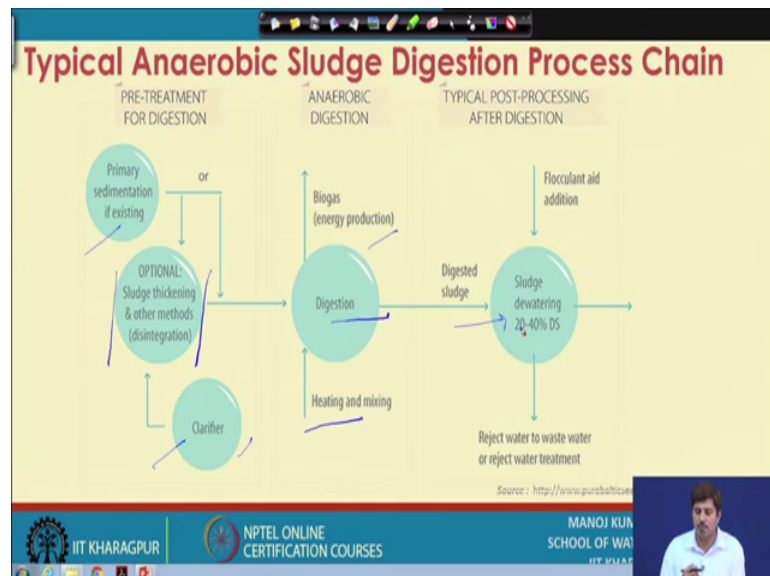 Typical Anaerobic Sludge Digestion Process Chain
PRE-TREATMENT
FOR DIGESTION
ANAEROBIC
DIGESTION
TYPICAL POST-PROCESSING
AFTER DIGESTION
Primary
sedimentation
if existing
or
OPTIONAL:
Sludge thickening
& other methods
(disintegration)
Clarifier
Biogas
(energy production)
Digestion
Heating and mixing
Digested
sludge
Flocculant aid
addition
Sludge
dewatering
20-40% DS
Reject water to waste water
or reject water treatment
Source : http://www.purebalticse
IIT KHARAGPUR
NPTEL ONLINE
CERTIFICATION COURSES
MANOJ KUM
SCHOOL OF WAT
IIT KHAR